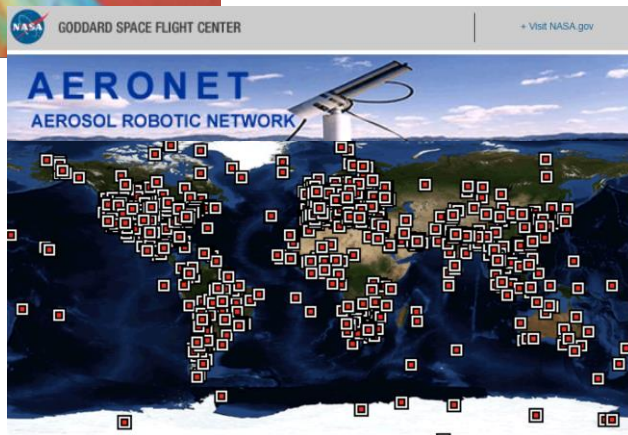 NASA
GODDARD SPACE FLIGHT CENTER
+ Visit NASA.gov
AERONET
AEROSOL ROBOTIC NETWORK